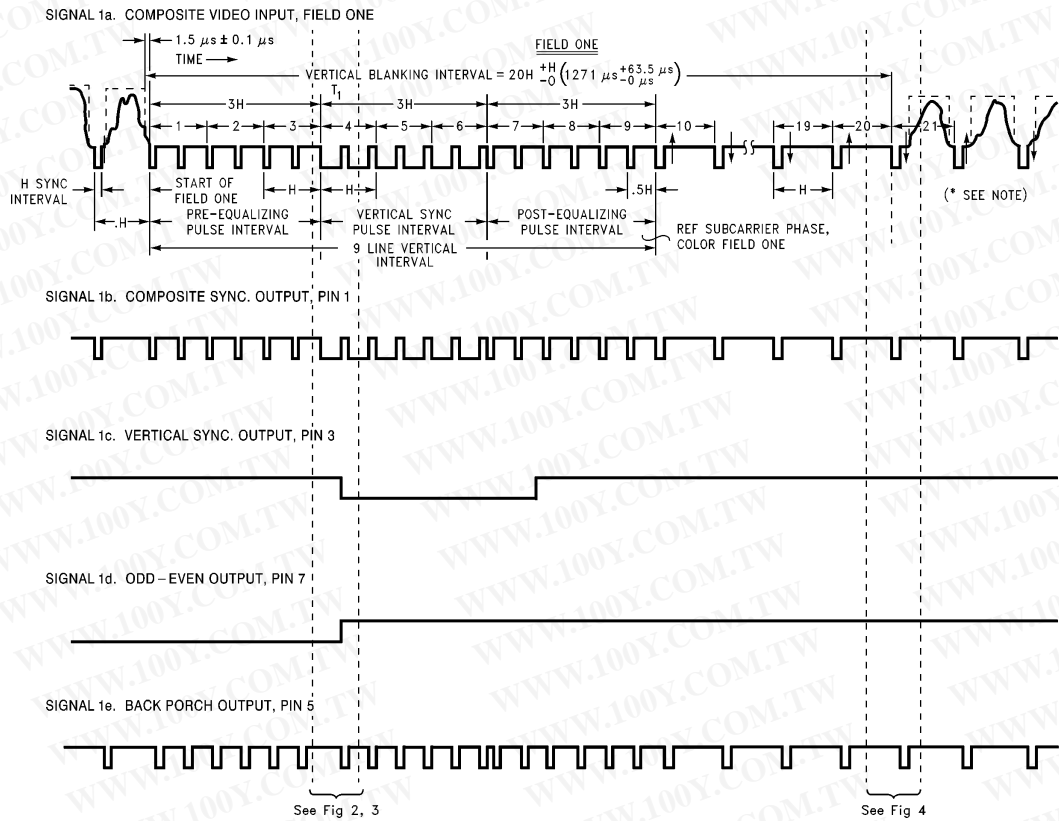 SIGNAL 1a. COMPOSITE VIDEO INPUT, FIELD ONE
1.5 µs ± 0.1 µs
TIME
FIELD ONE
VERTICAL BLANKING INTERVAL = 20H +H -0 (1271 µs +63.5 µs -0 µs)
T1
3H 3H 3H
1 2 3 4 5 6 7 8 9 10 19 20 21
H SYNC INTERVAL
START OF FIELD ONE
H H .5H H
(* SEE NOTE)
.H
PRE-EQUALIZING PULSE INTERVAL
VERTICAL SYNC PULSE INTERVAL
POST-EQUALIZING PULSE INTERVAL
REF SUBCARRIER PHASE, COLOR FIELD ONE
9 LINE VERTICAL INTERVAL
SIGNAL 1b. COMPOSITE SYNC. OUTPUT, PIN 1
SIGNAL 1c. VERTICAL SYNC. OUTPUT, PIN 3
SIGNAL 1d. ODD–EVEN OUTPUT, PIN 7
SIGNAL 1e. BACK PORCH OUTPUT, PIN 5
See Fig 2, 3
See Fig 4
WWW.100Y.COM.TW